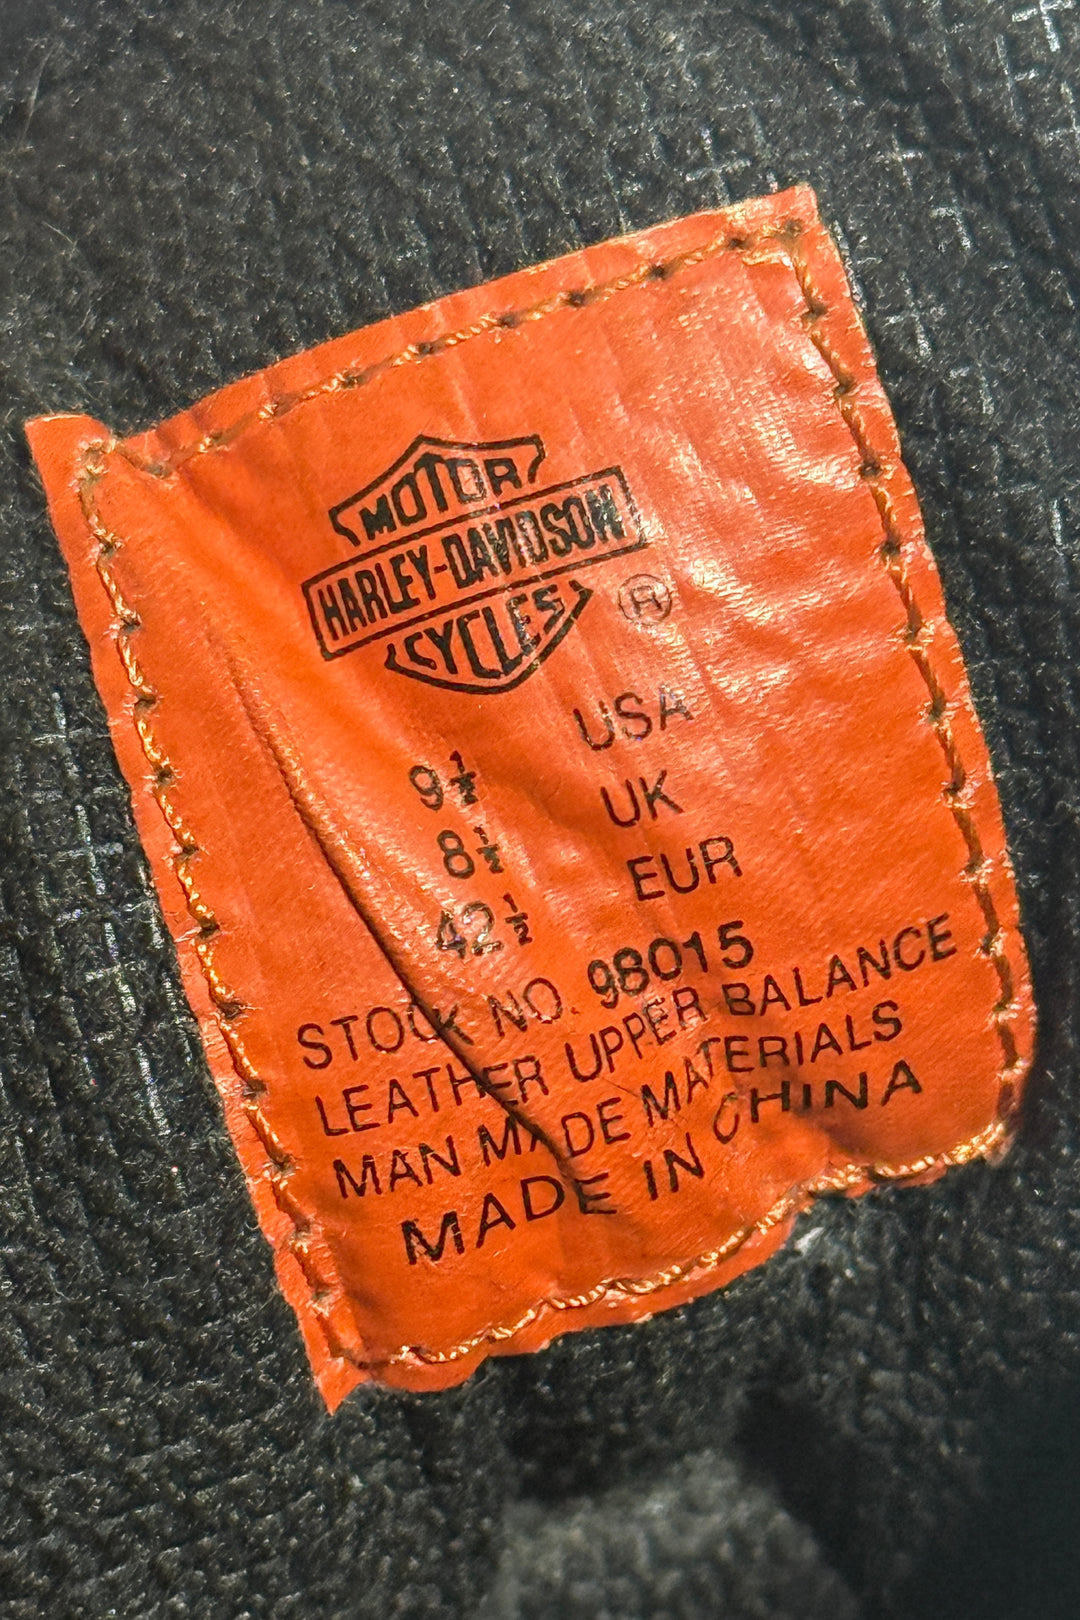 MOTOR
HARLEY-DAVIDSON
CYCLES
®
9½ USA
8½ UK
42½ EUR
STOCK NO. 98015
LEATHER UPPER BALANCE
MAN MADE MATERIALS
MADE IN CHINA